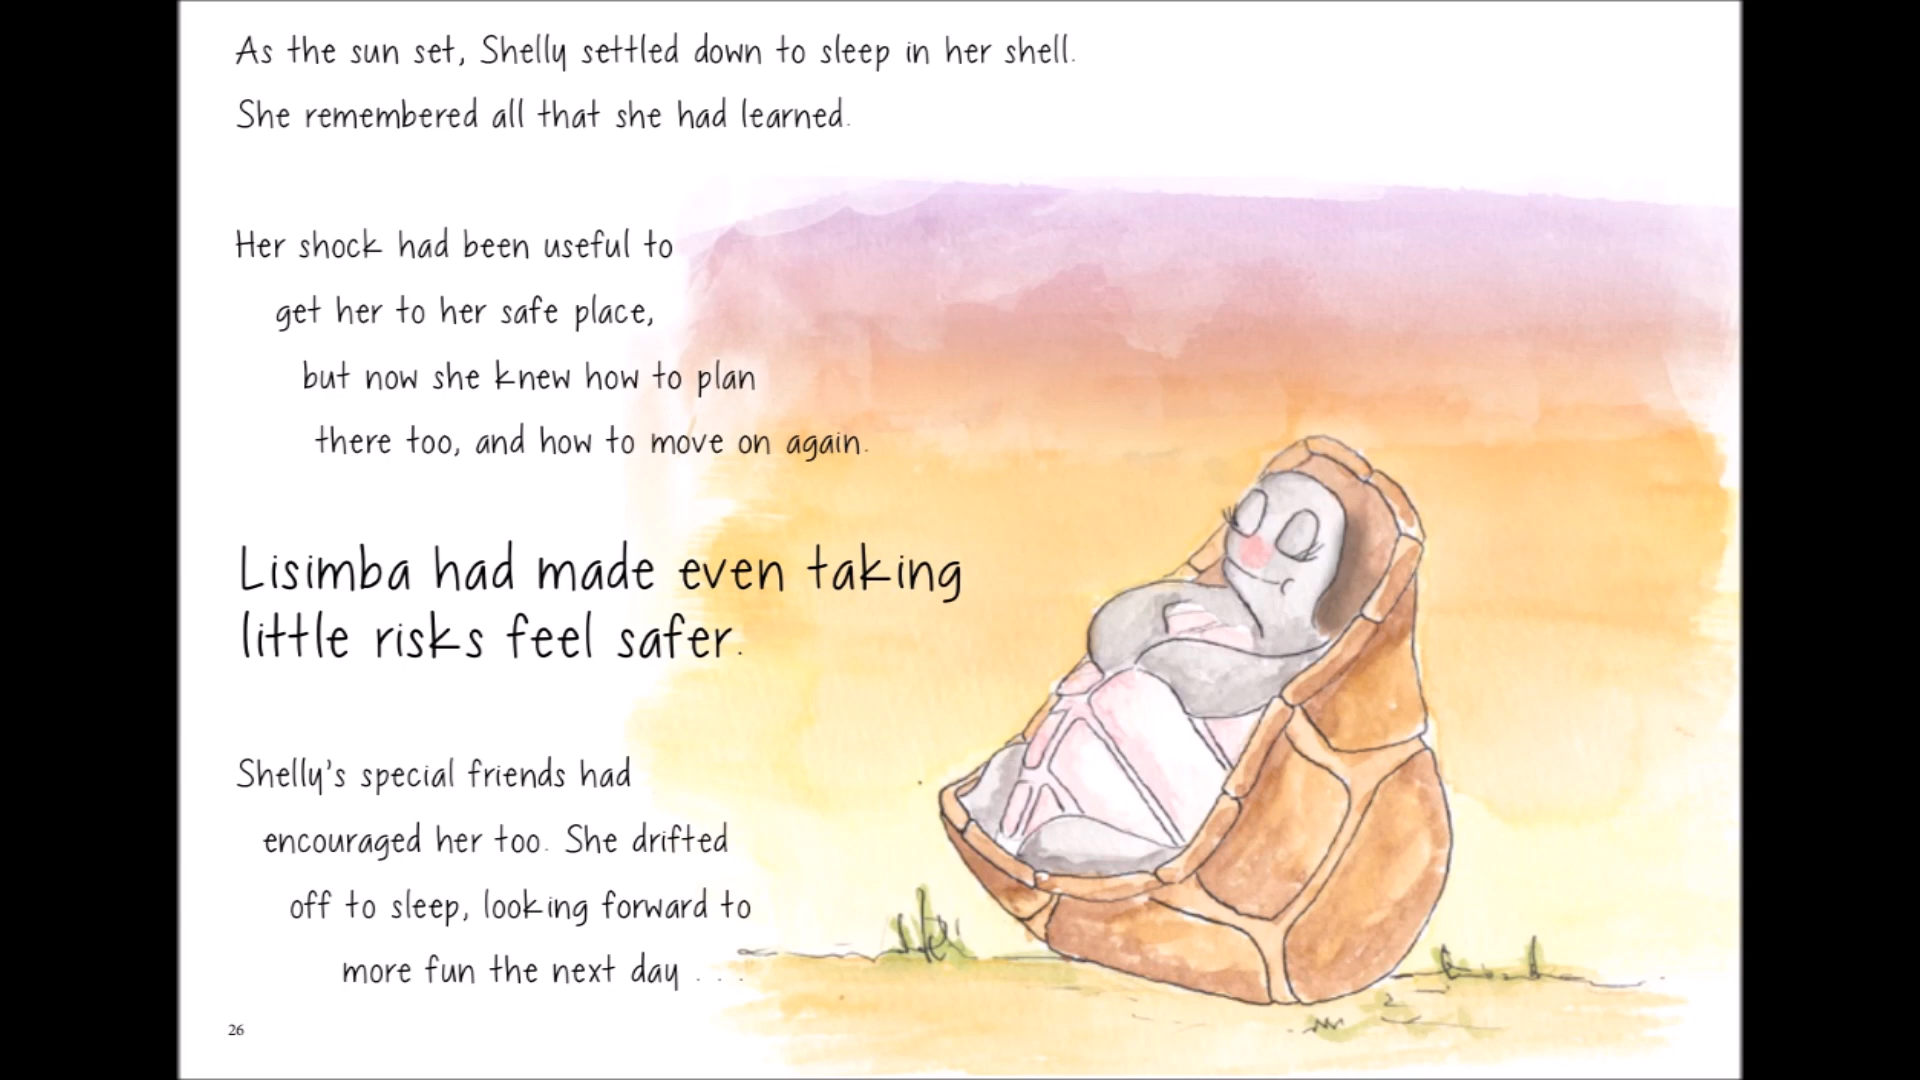 As the sun set, Shelly settled down to sleep in her shell.
She remembered all that she had learned.
Her shock had been useful to
get her to her safe place,
but now she knew how to plan
there too, and how to move on again.
Lisimba had made even taking
little risks feel safer.
Shelly's special friends had
encouraged her too. She drifted
off to sleep, looking forward to
more fun the next day . . .
26